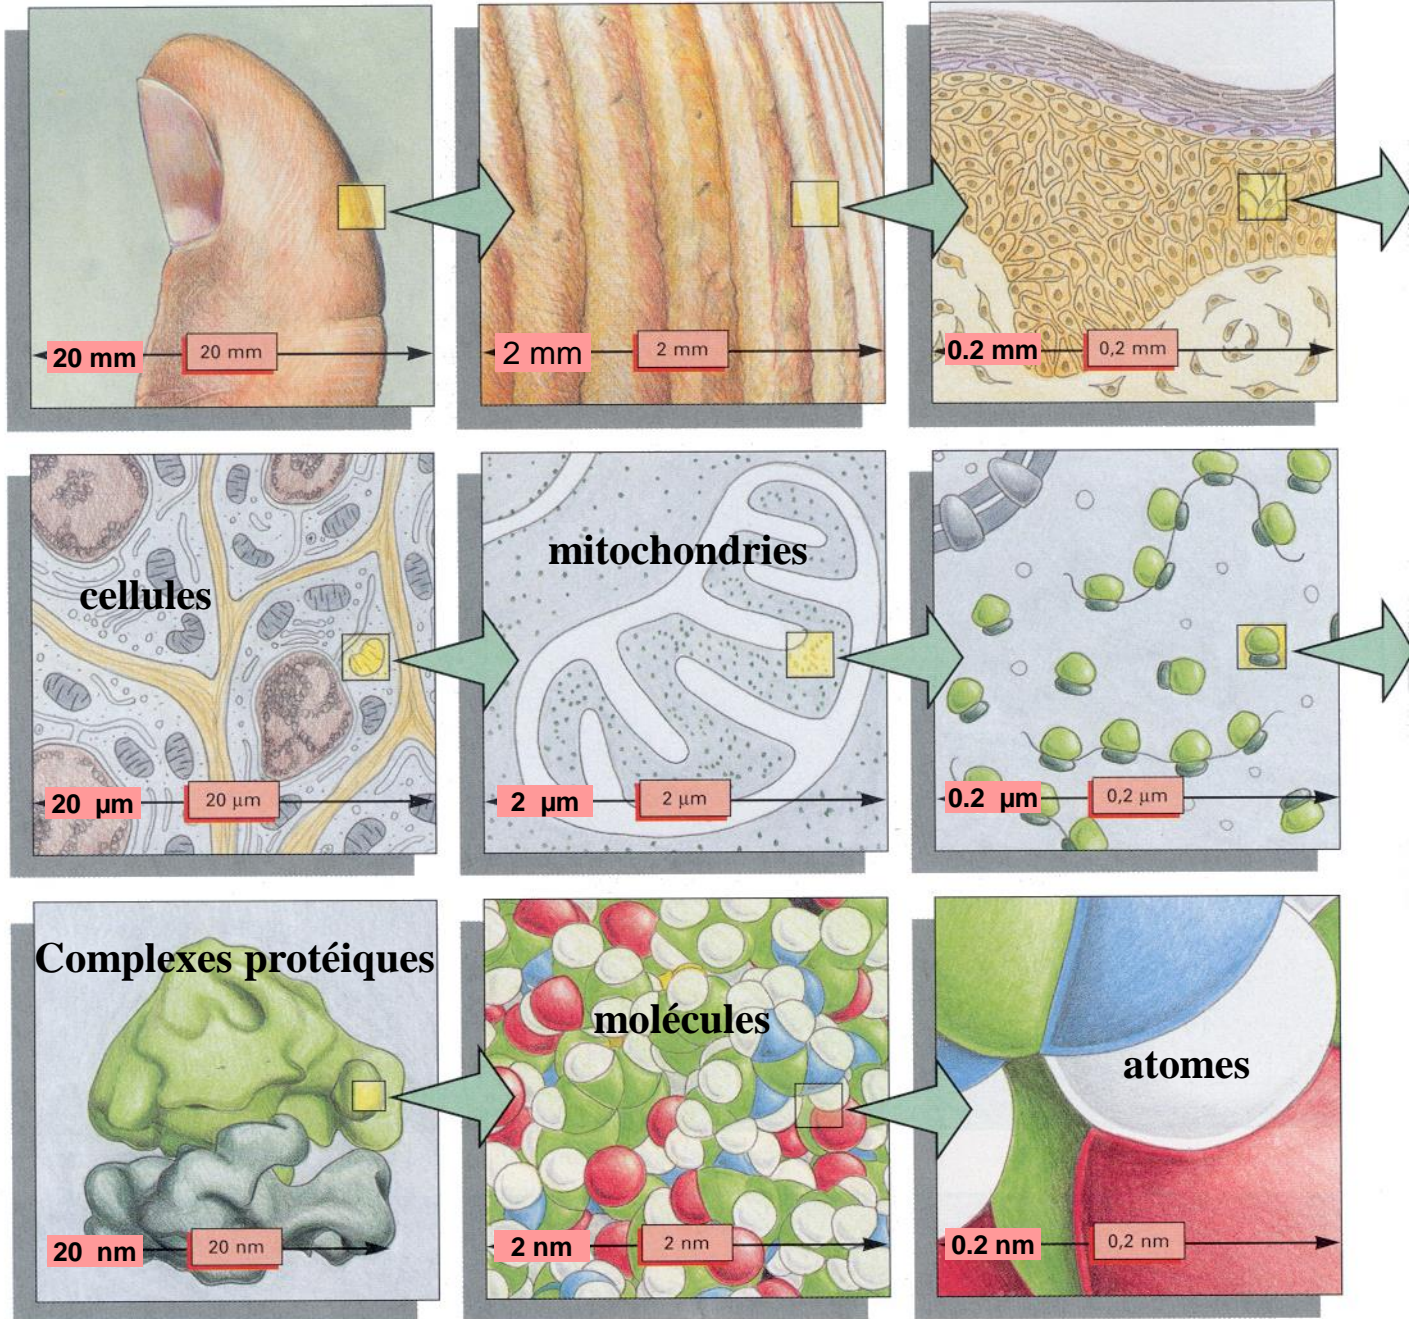 20 mm 20 mm
2 mm 2 mm
0.2 mm 0,2 mm
cellules
20 µm 20 µm
mitochondries
2 µm 2 µm
0.2 µm 0,2 µm
Complexes protéiques
20 nm 20 nm
molécules
2 nm 2 nm
atomes
0.2 nm 0,2 nm